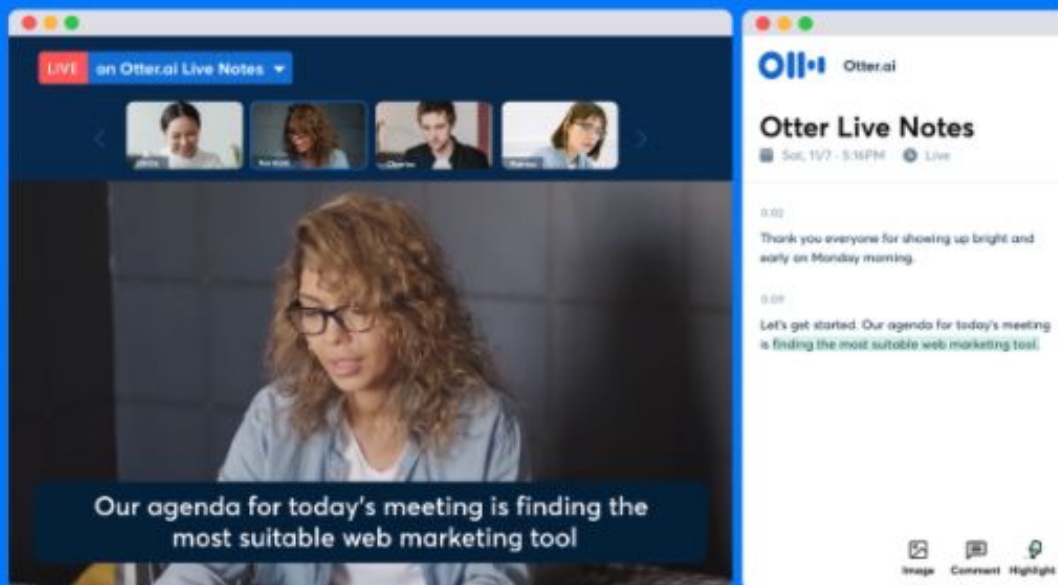 LIVE on Otter.ai Live Notes
Our agenda for today's meeting is finding the
most suitable web marketing tool
Otter.ai
Otter Live Notes
Sat, 11/7 - 5:16PM Live
0:02
Thank you everyone for showing up bright and
early on Monday morning.
0:09
Let's get started. Our agenda for today's meeting
is finding the most suitable web marketing tool.
Image Comment Highlight